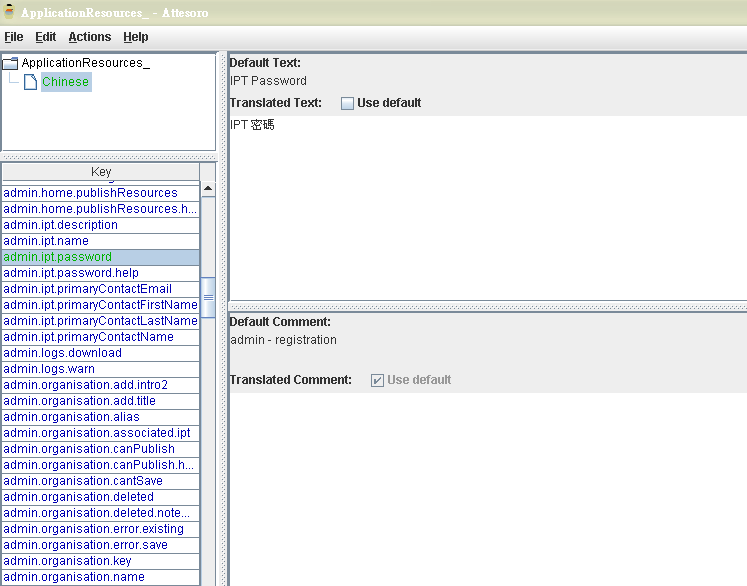 ApplicationResources_ - Attesoro
File Edit Actions Help
ApplicationResources_
Chinese
Key
admin.home.publishResources
admin.home.publishResources.h...
admin.ipt.description
admin.ipt.name
admin.ipt.password
admin.ipt.password.help
admin.ipt.primaryContactEmail
admin.ipt.primaryContactFirstName
admin.ipt.primaryContactLastName
admin.ipt.primaryContactName
admin.logs.download
admin.logs.warn
admin.organisation.add.intro2
admin.organisation.add.title
admin.organisation.alias
admin.organisation.associated.ipt
admin.organisation.canPublish
admin.organisation.canPublish.h...
admin.organisation.cantSave
admin.organisation.deleted
admin.organisation.deleted.note...
admin.organisation.error.existing
admin.organisation.error.save
admin.organisation.key
admin.organisation.name
Default Text:
IPT Password
Translated Text: Use default
IPT 密碼
Default Comment:
admin - registration
Translated Comment: Use default